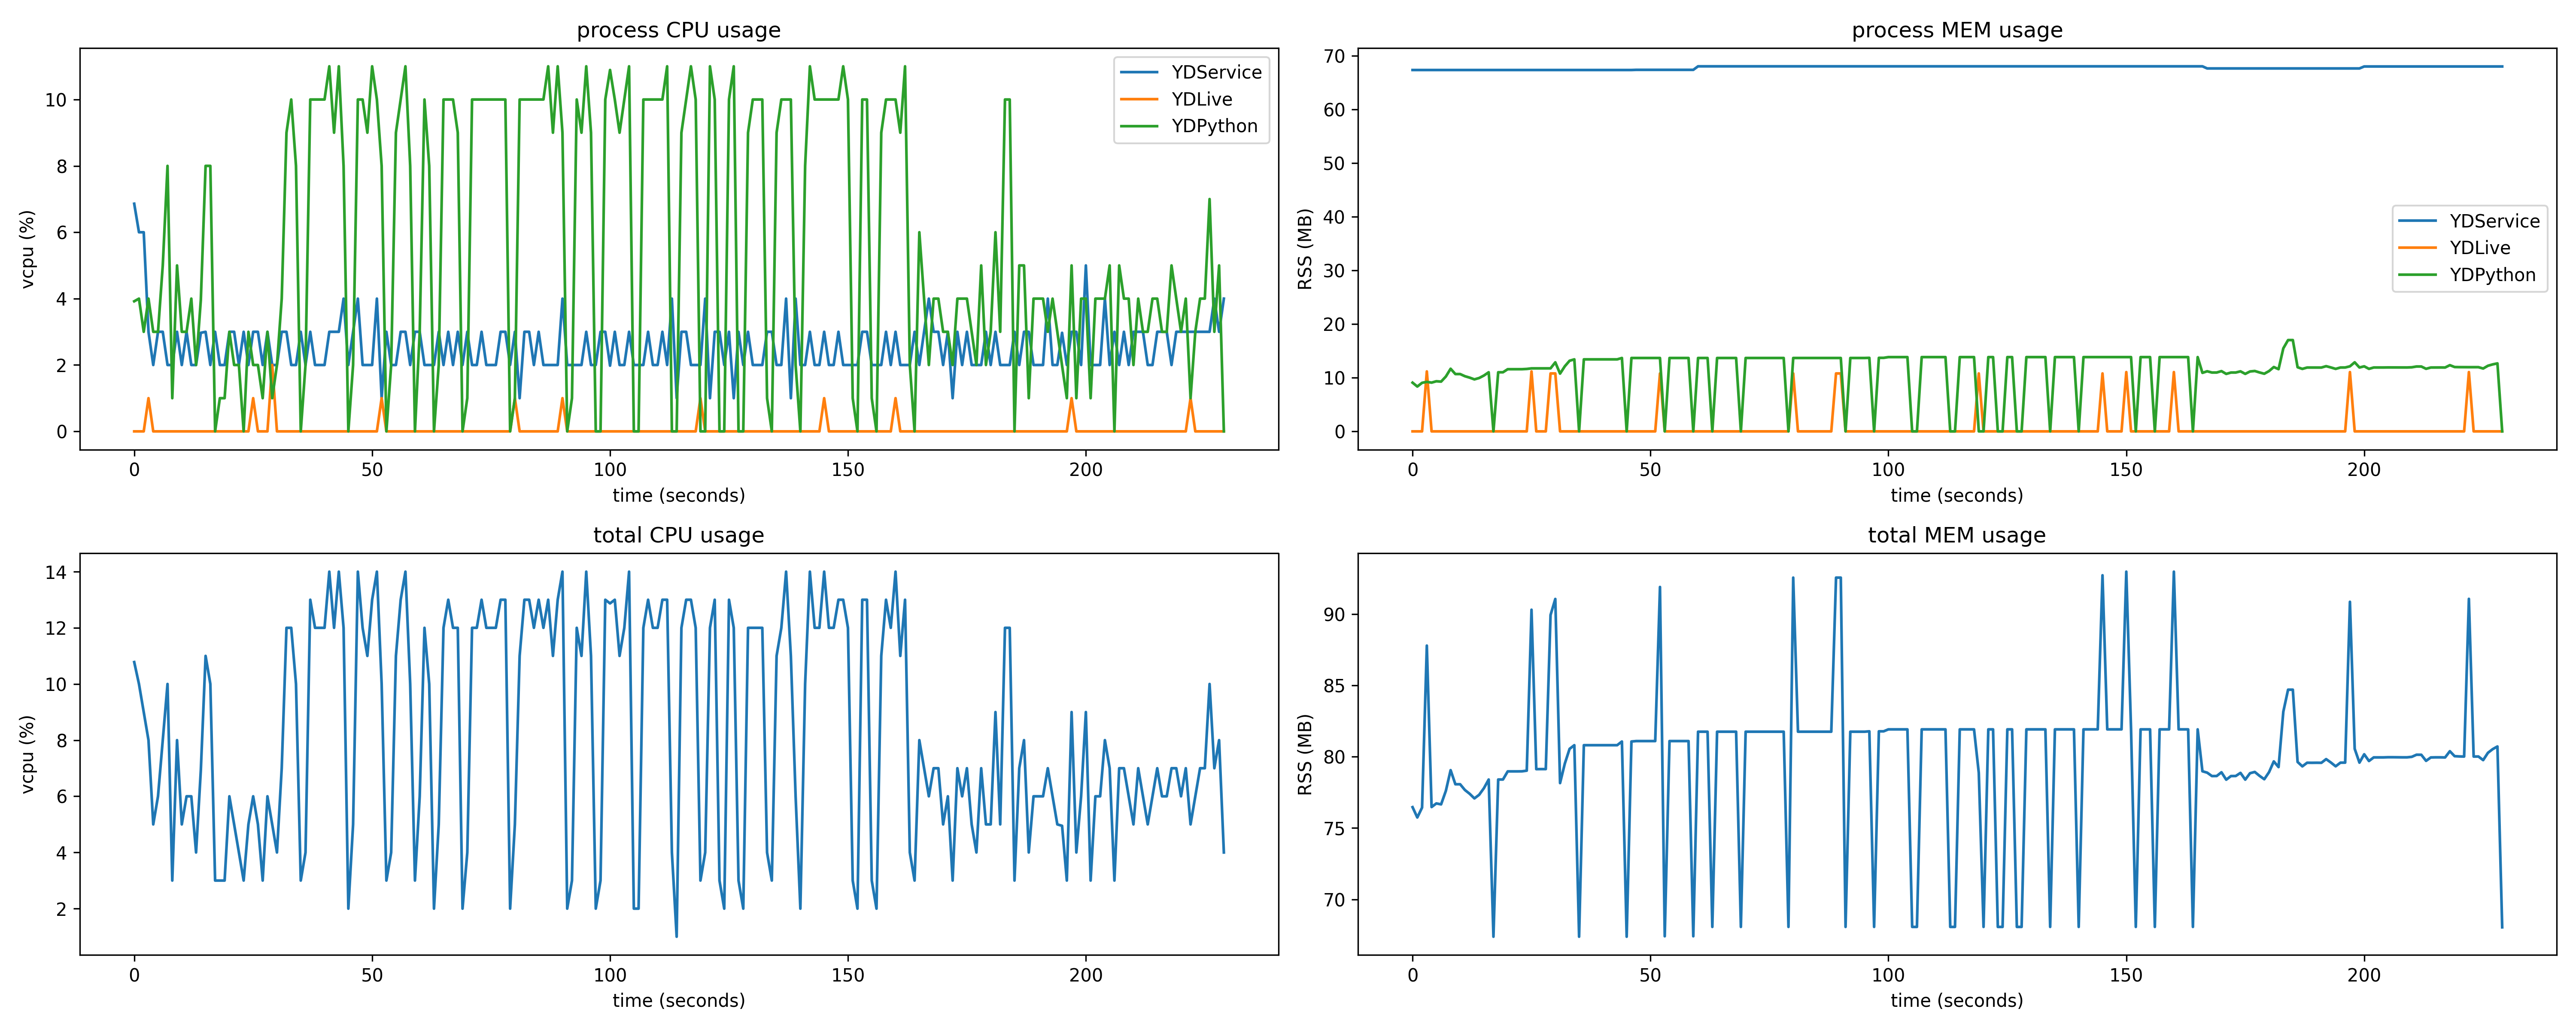 process CPU usage
vcpu (%)
10
8
6
4
2
0
YDService
YDLive
YDPython
0 50 100 150 200
time (seconds)
process MEM usage
RSS (MB)
70
60
50
40
30
20
10
0
YDService
YDLive
YDPython
0 50 100 150 200
time (seconds)
total CPU usage
vcpu (%)
14
12
10
8
6
4
2
0 50 100 150 200
time (seconds)
total MEM usage
RSS (MB)
90
85
80
75
70
0 50 100 150 200
time (seconds)